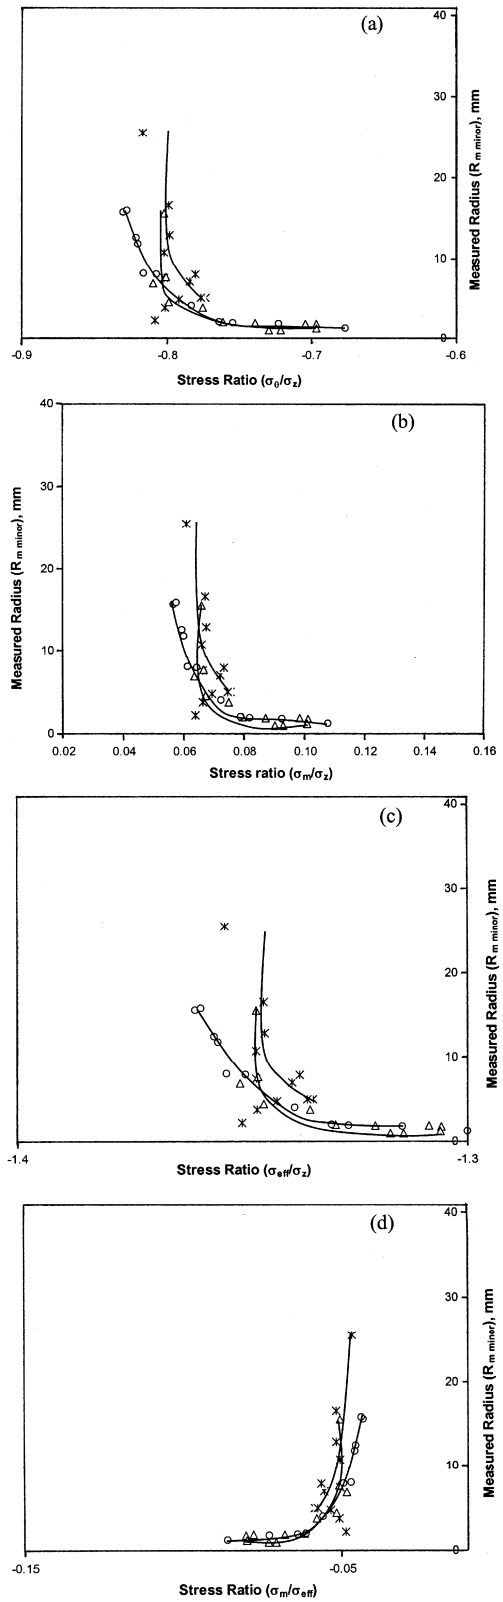 (a)
40
30
20
10
0
Measured Radius (R m minor), mm
-0.9 -0.8 -0.7 -0.6
Stress Ratio (σθ/σz)
(b)
40
30
20
10
0
Measured Radius (R m minor), mm
0.02 0.04 0.06 0.08 0.10 0.12 0.14 0.16
Stress ratio (σm/σz)
(c)
40
30
20
10
0
Measured Radius (R m minor), mm
-1.4 -1.3
Stress Ratio (σeff/σz)
(d)
40
30
20
10
0
Measured Radius (R m minor), mm
-0.15 -0.05
Stress Ratio (σm/σeff)